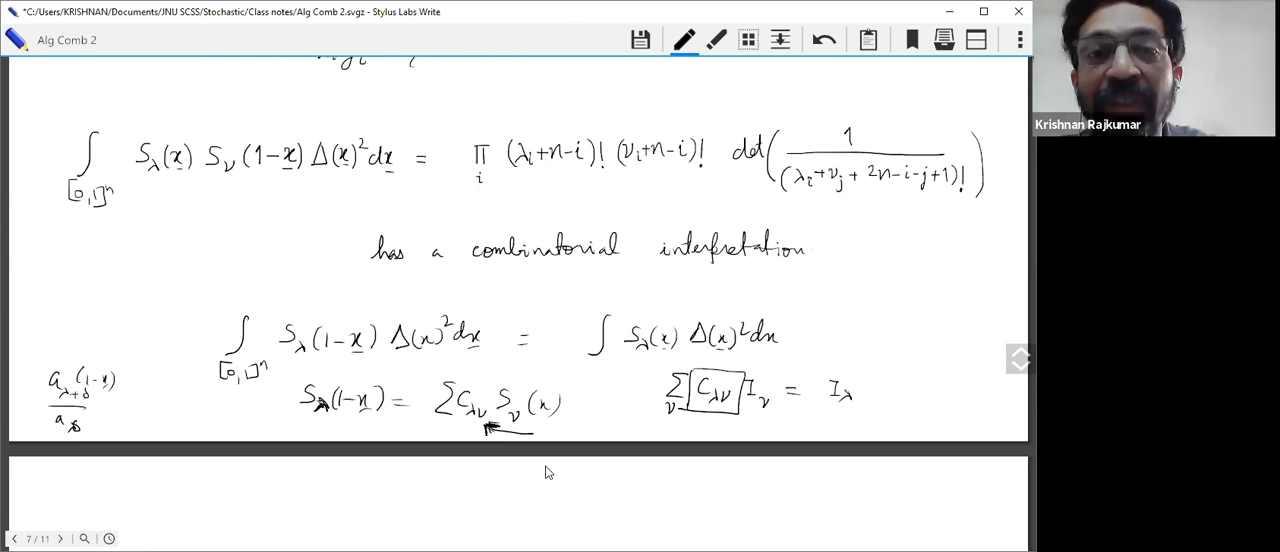 *C:/Users/KRISHNAN/Documents/JNU SCSS/Stochastic/Class notes/Alg Comb 2.svgz - Stylus Labs Write
Alg Comb 2
Krishnan Rajkumar
∫_{[0,1]^n} S_λ(x) S_ν(1-x) Δ(x)^2 dx = ∏_i (λ_i+n-i)! (ν_i+n-i)! det(1/(λ_i+ν_j+2n-i-j+1)!)
has a combinatorial interpretation
∫_{[0,1]^n} S_λ(1-x) Δ(x)^2 dx = ∫ S_λ(x) Δ(x)^2 dx
a_{λ+δ}(1-x)/a_δ
S_λ(1-x) = ∑ C_{λν} S_ν(x)
∑_ν C_{λν} I_ν = I_λ
7/11